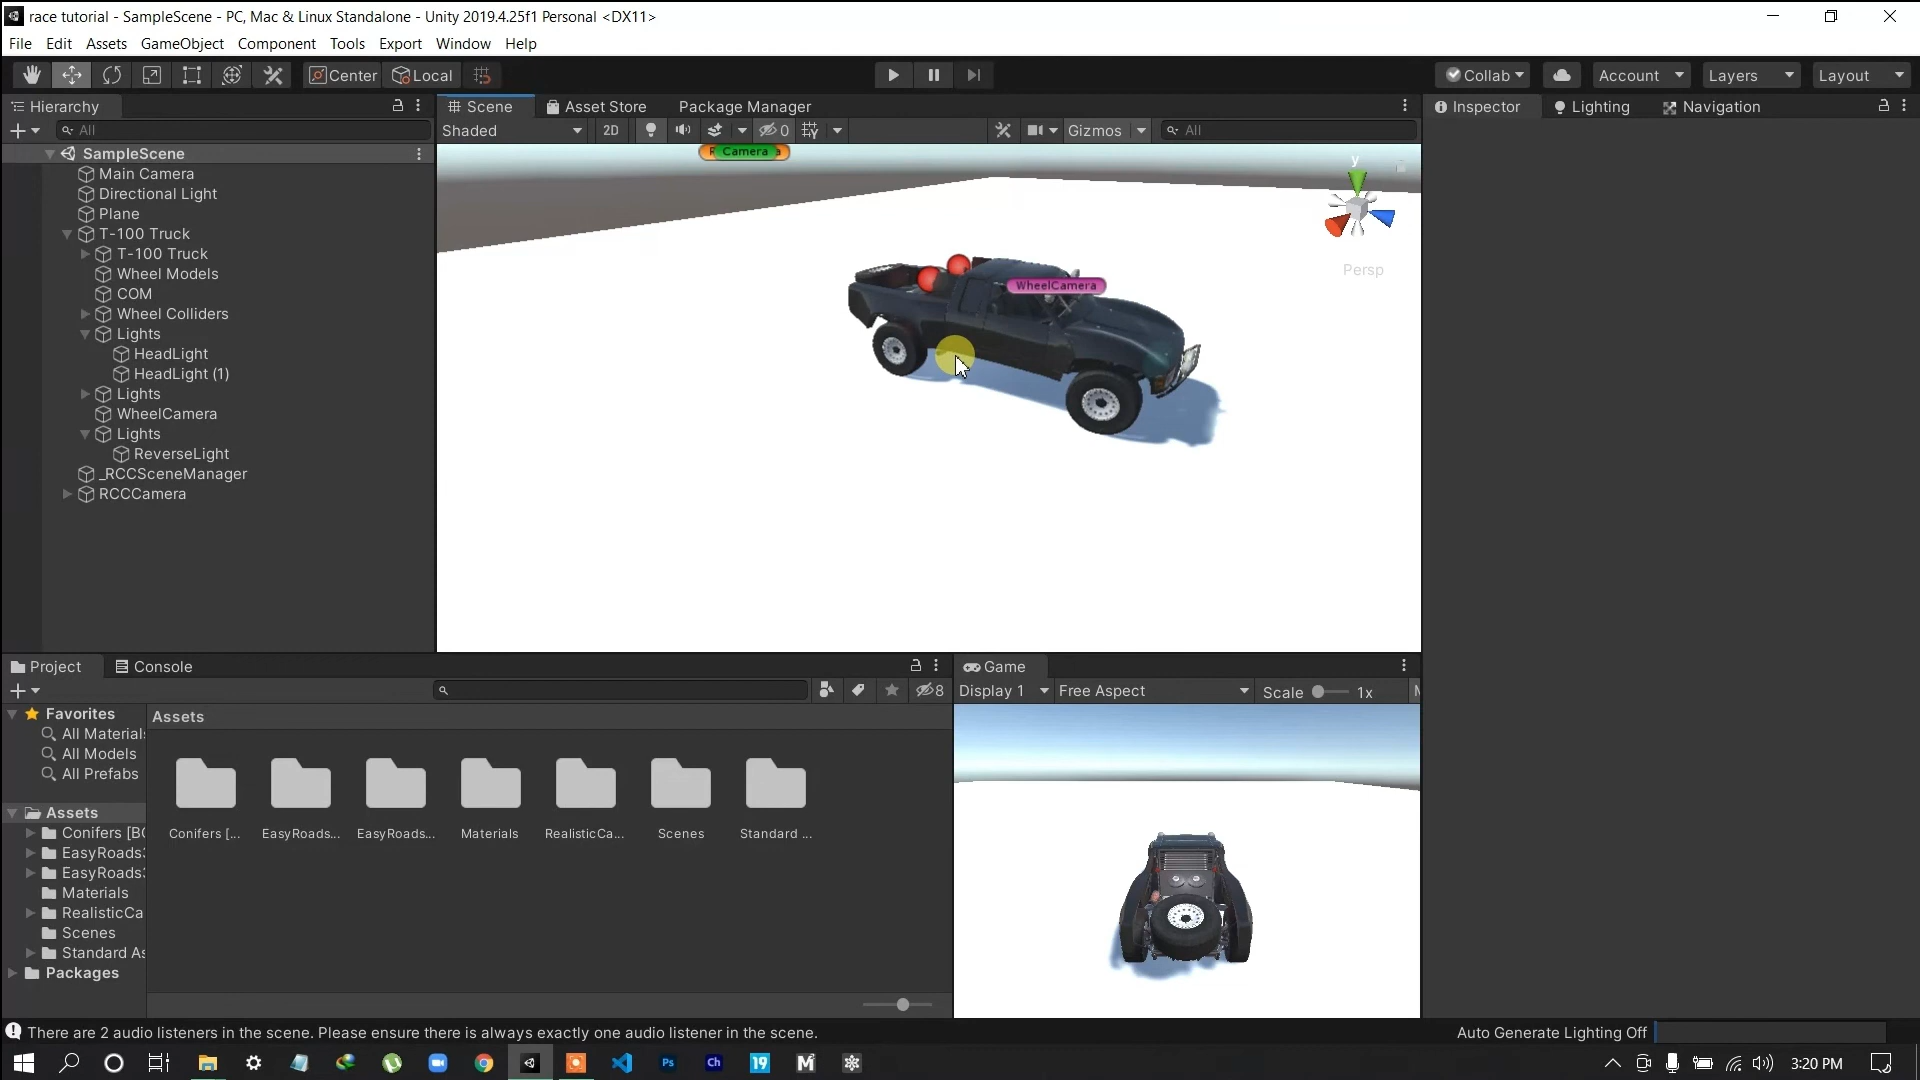 race tutorial - SampleScene - PC, Mac & Linux Standalone - Unity 2019.4.25f1 Personal <DX11>
File Edit Assets GameObject Component Tools Export Window Help
Center Local Collab Account Layers Layout
Hierarchy Scene Asset Store Package Manager Inspector Lighting Navigation
All Shaded 2D 0 Gizmos All
SampleScene
Main Camera
Directional Light
Plane
T-100 Truck
T-100 Truck
Wheel Models
COM
Wheel Colliders
Lights
HeadLight
HeadLight (1)
Lights
WheelCamera
Lights
ReverseLight
_RCCSceneManager
RCCCamera
Camera
WheelCamera
y
Persp
Project Console Game
8 Display 1 Free Aspect Scale 1x
Favorites
All Materials
All Models
All Prefabs
Assets
Conifers [BO
EasyRoads3
EasyRoads3
Materials
RealisticCa
Scenes
Standard As
Packages
Assets
Conifers [... EasyRoads... EasyRoads... Materials RealisticCa... Scenes Standard ...
There are 2 audio listeners in the scene. Please ensure there is always exactly one audio listener in the scene. Auto Generate Lighting Off
Ps Ch 19 M 3:20 PM